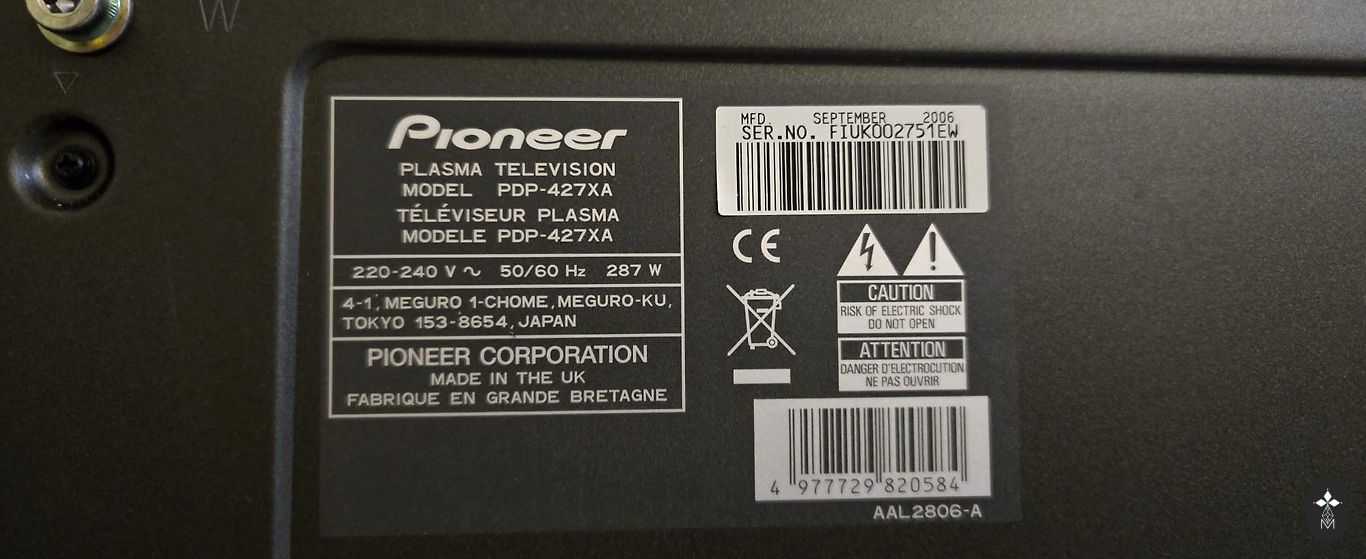 W
Pioneer
PLASMA TELEVISION
MODEL PDP-427XA
TÉLÉVISEUR PLASMA
MODELE PDP-427XA
220-240 V ~ 50/60 Hz 287 W
4-1, MEGURO 1-CHOME, MEGURO-KU,
TOKYO 153-8654, JAPAN
PIONEER CORPORATION
MADE IN THE UK
FABRIQUE EN GRANDE BRETAGNE
MFD. SEPTEMBER 2006
SER.NO. FIUK002751EW
CE
CAUTION
RISK OF ELECTRIC SHOCK
DO NOT OPEN
ATTENTION
DANGER D'ELECTROCUTION
NE PAS OUVRIR
4 977729 820584
AAL2806-A
M